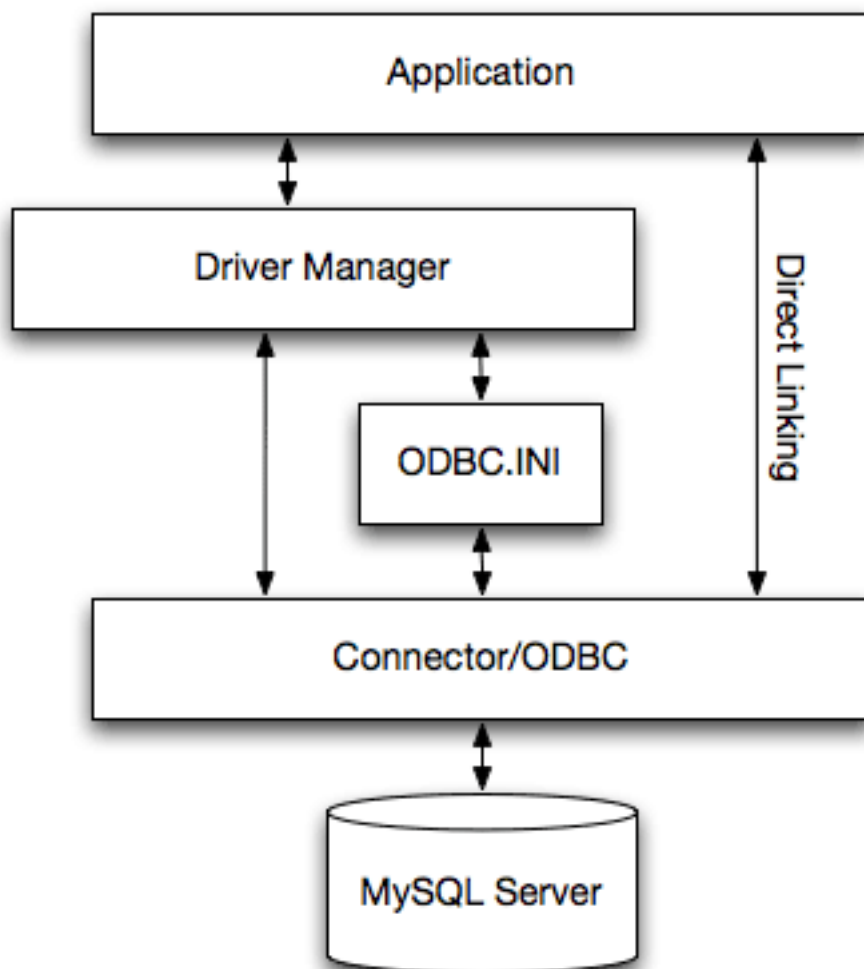 Application
Driver Manager
Direct Linking
ODBC.INI
Connector/ODBC
MySQL Server